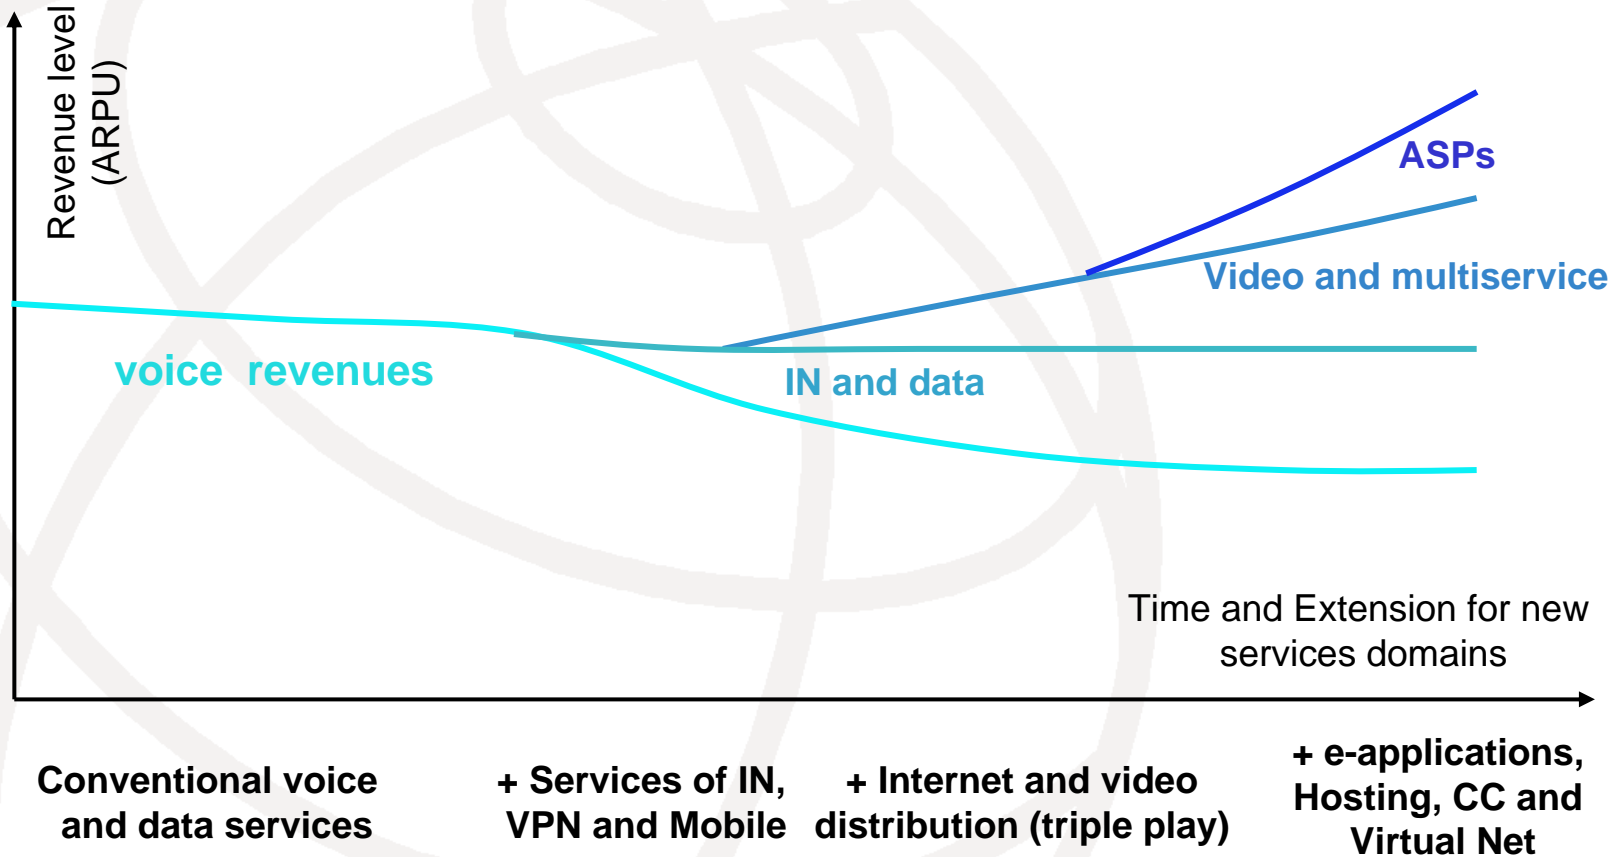 Revenue level
(ARPU)
ASPs
Video and multiservice
voice revenues
IN and data
Time and Extension for new
services domains
Conventional voice
and data services
+ Services of IN,
VPN and Mobile
+ Internet and video
distribution (triple play)
+ e-applications,
Hosting, CC and
Virtual Net